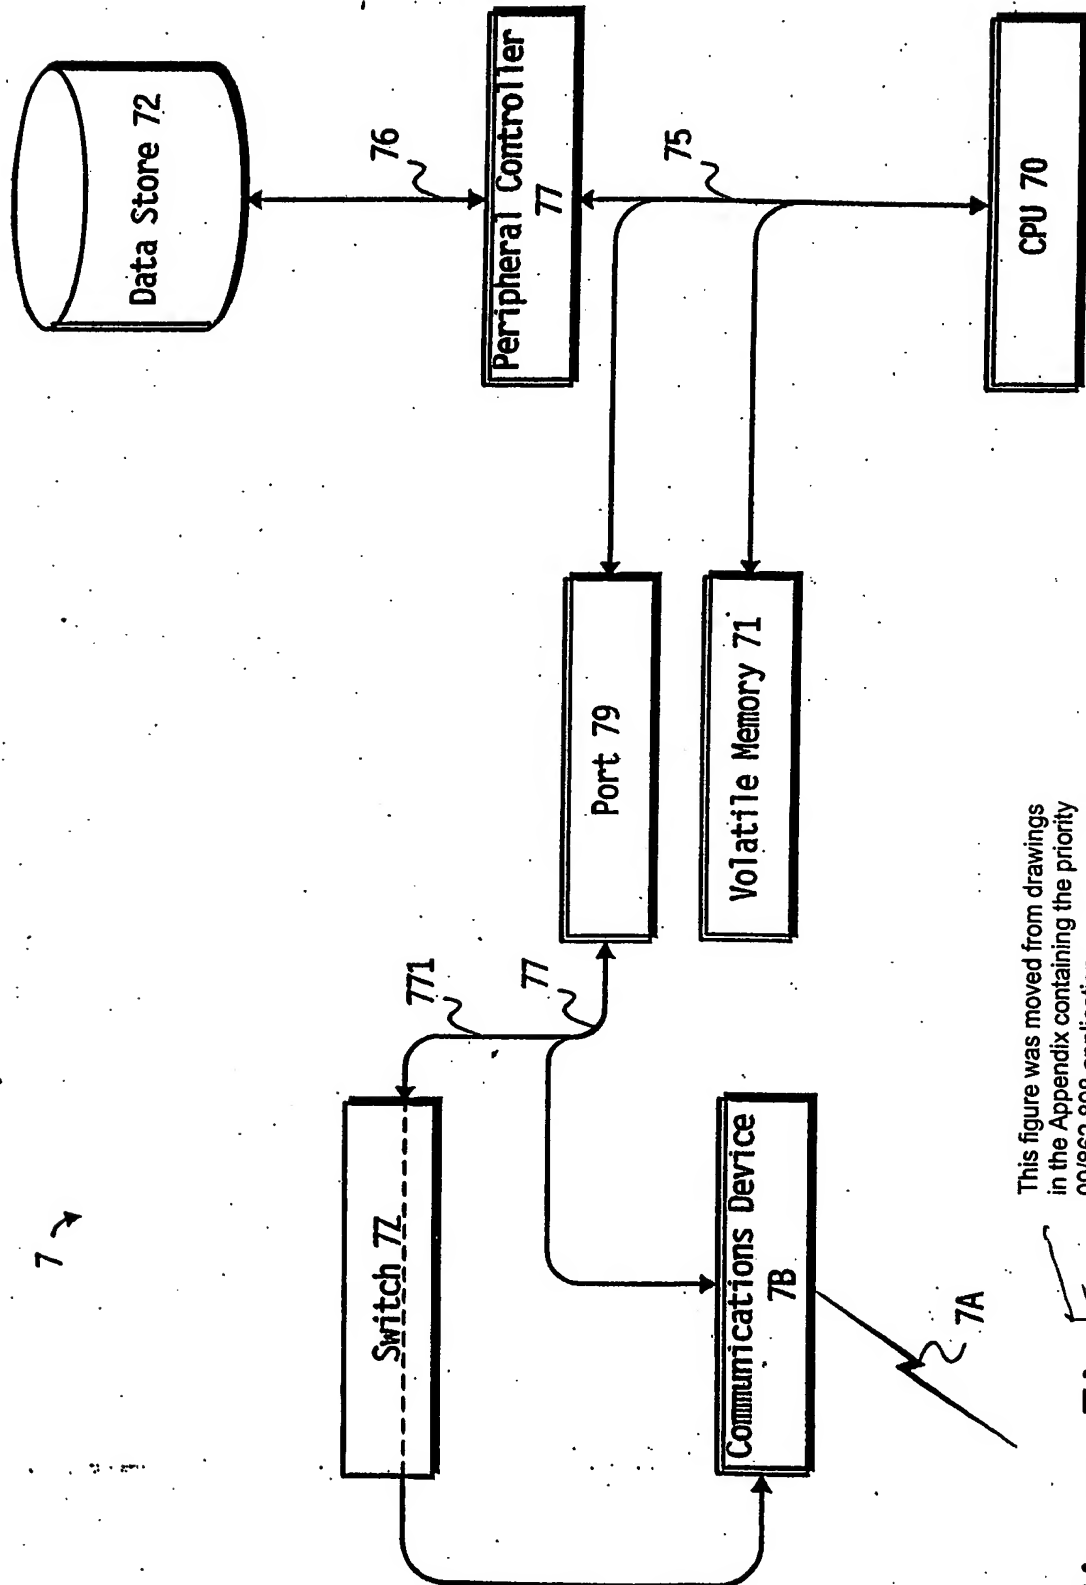 7
Switch 7Z
771
77
Communications Device
7B
7A
Port 79
Volatile Memory 71
Data Store 72
76
Peripheral Controller
77
75
CPU 70
This figure was moved from drawings
in the Appendix containing the priority